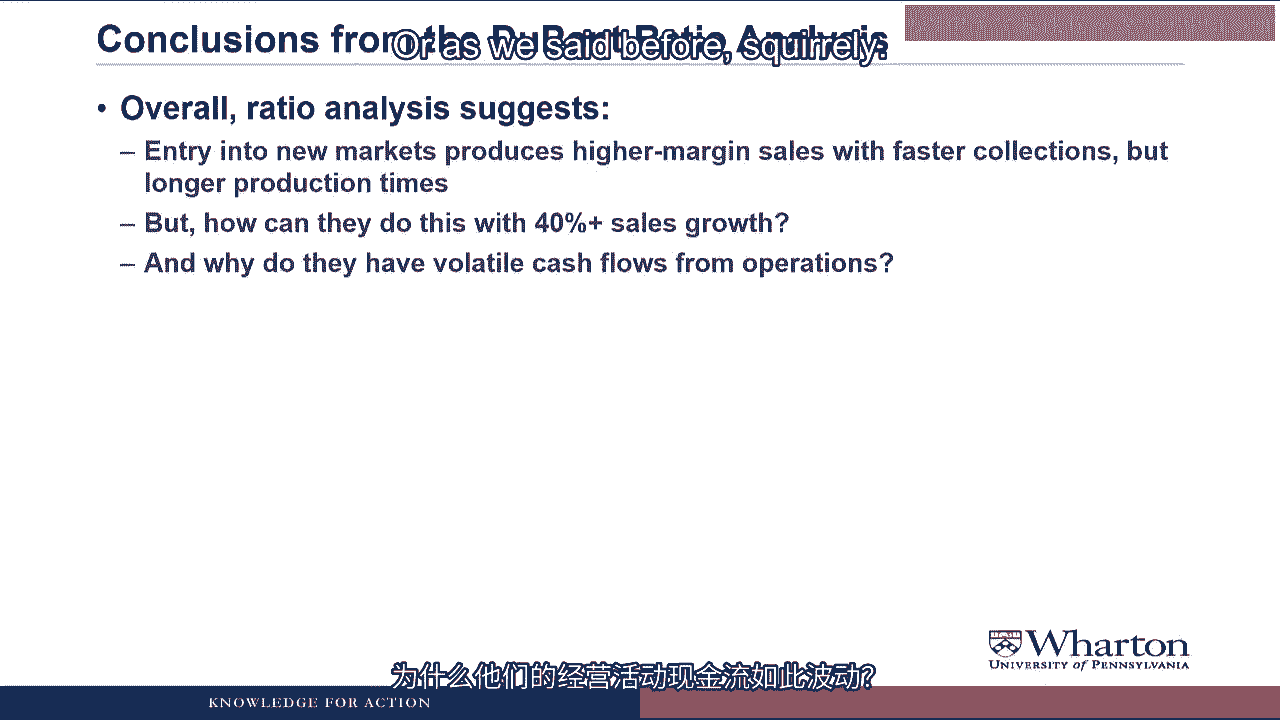 Conclusions from the DuPont Ratio Analysis
Or as we said before, squirrely.
• Overall, ratio analysis suggests:
– Entry into new markets produces higher-margin sales with faster collections, but
longer production times
– But, how can they do this with 40%+ sales growth?
– And why do they have volatile cash flows from operations?
Wharton
UNIVERSITY of PENNSYLVANIA
为什么他们的经营活动现金流如此波动?
KNOWLEDGE FOR ACTION